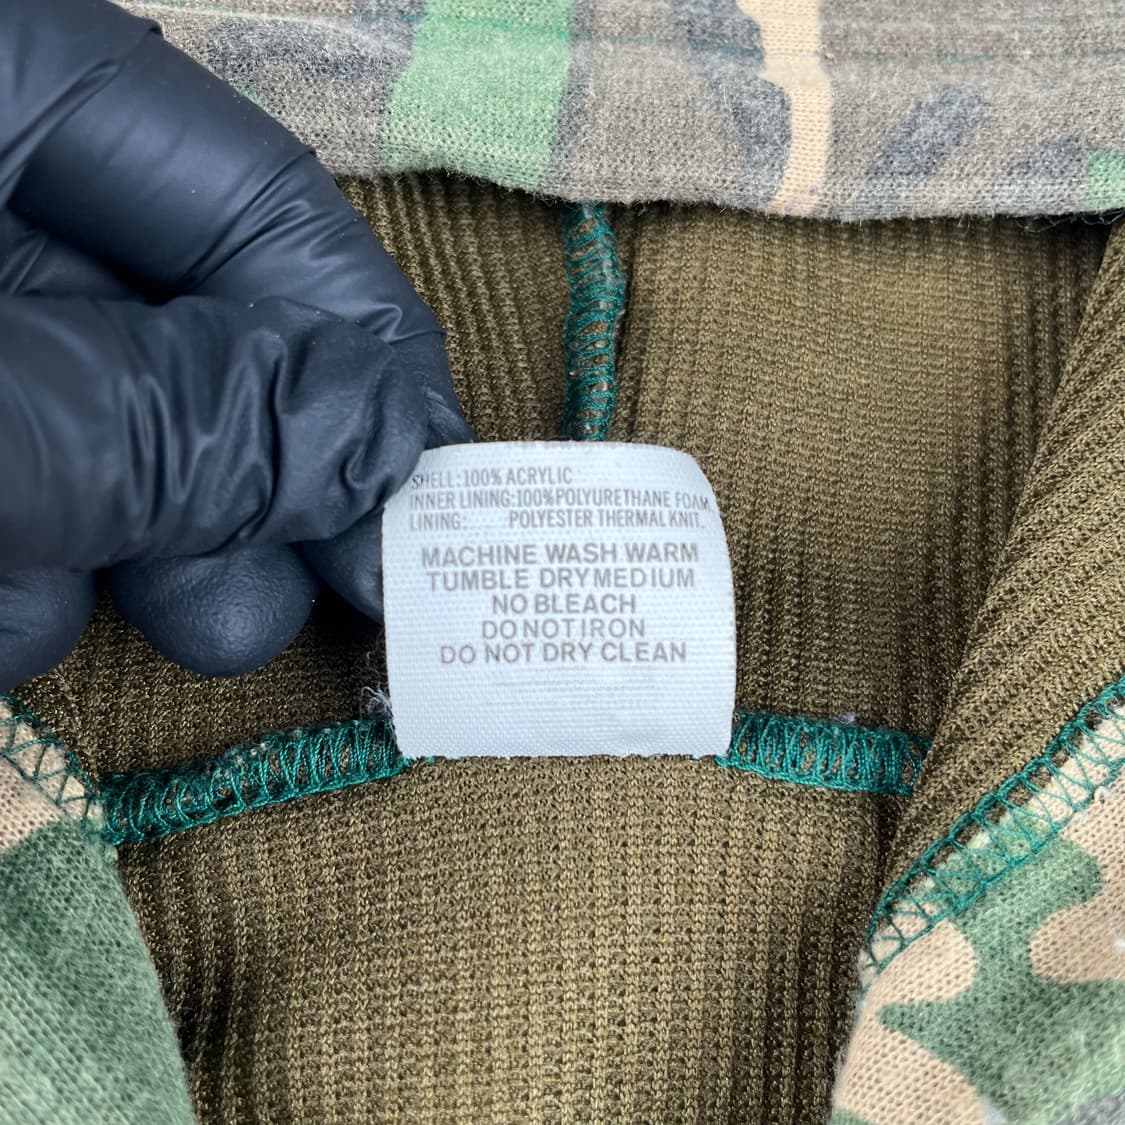 SHELL: 100% ACRYLIC
INNER LINING: 100% POLYURETHANE FOAM
LINING: POLYESTER THERMAL KNIT.
MACHINE WASH WARM
TUMBLE DRY MEDIUM
NO BLEACH
DO NOT IRON
DO NOT DRY CLEAN